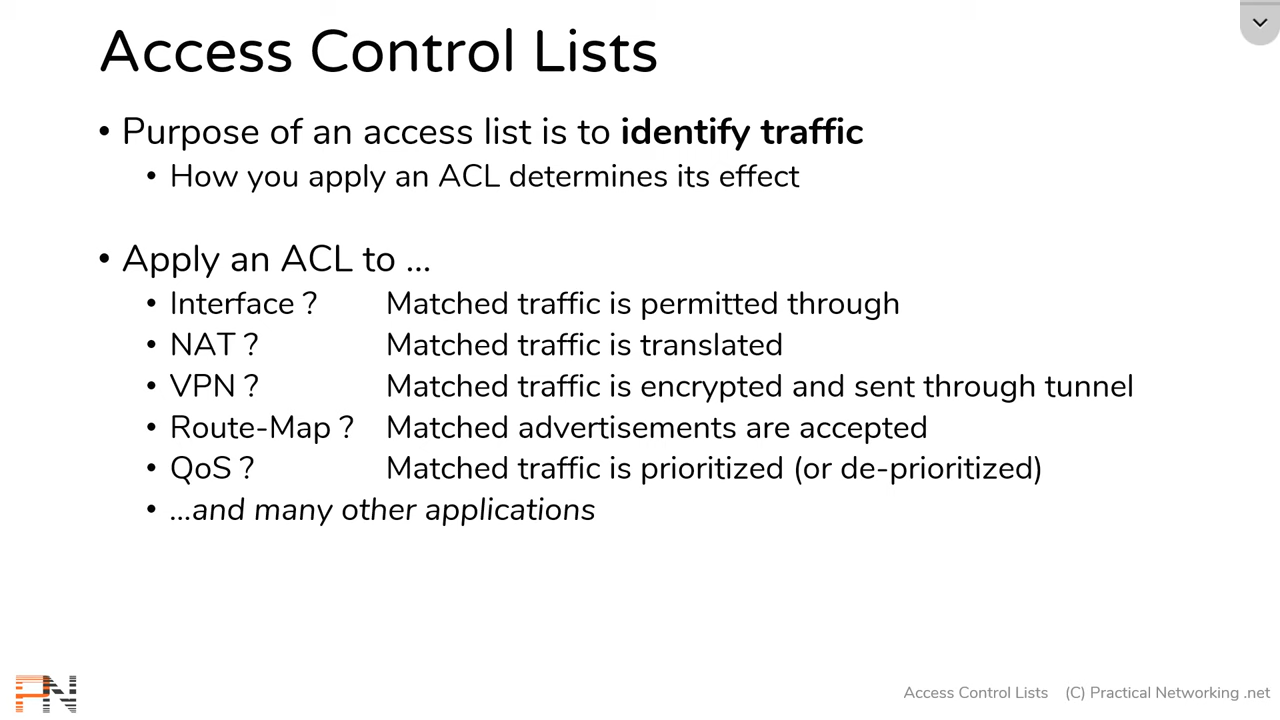 Access Control Lists
• Purpose of an access list is to identify traffic
• How you apply an ACL determines its effect
• Apply an ACL to ...
• Interface ? Matched traffic is permitted through
• NAT ? Matched traffic is translated
• VPN ? Matched traffic is encrypted and sent through tunnel
• Route-Map ? Matched advertisements are accepted
• QoS ? Matched traffic is prioritized (or de-prioritized)
• ...and many other applications
PN
Access Control Lists (C) Practical Networking .net